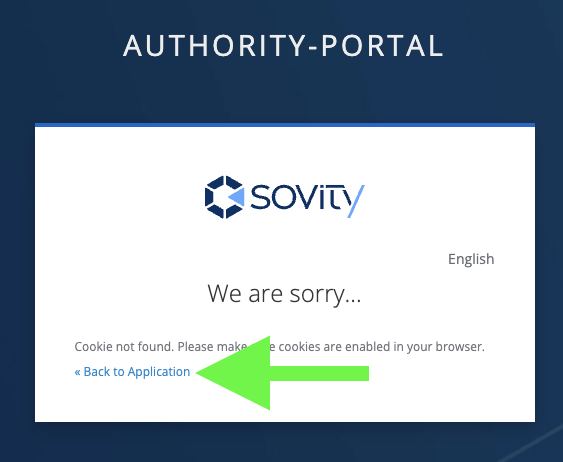 AUTHORITY-PORTAL
sovity
English
We are sorry...
Cookie not found. Please make e cookies are enabled in your browser.
« Back to Application